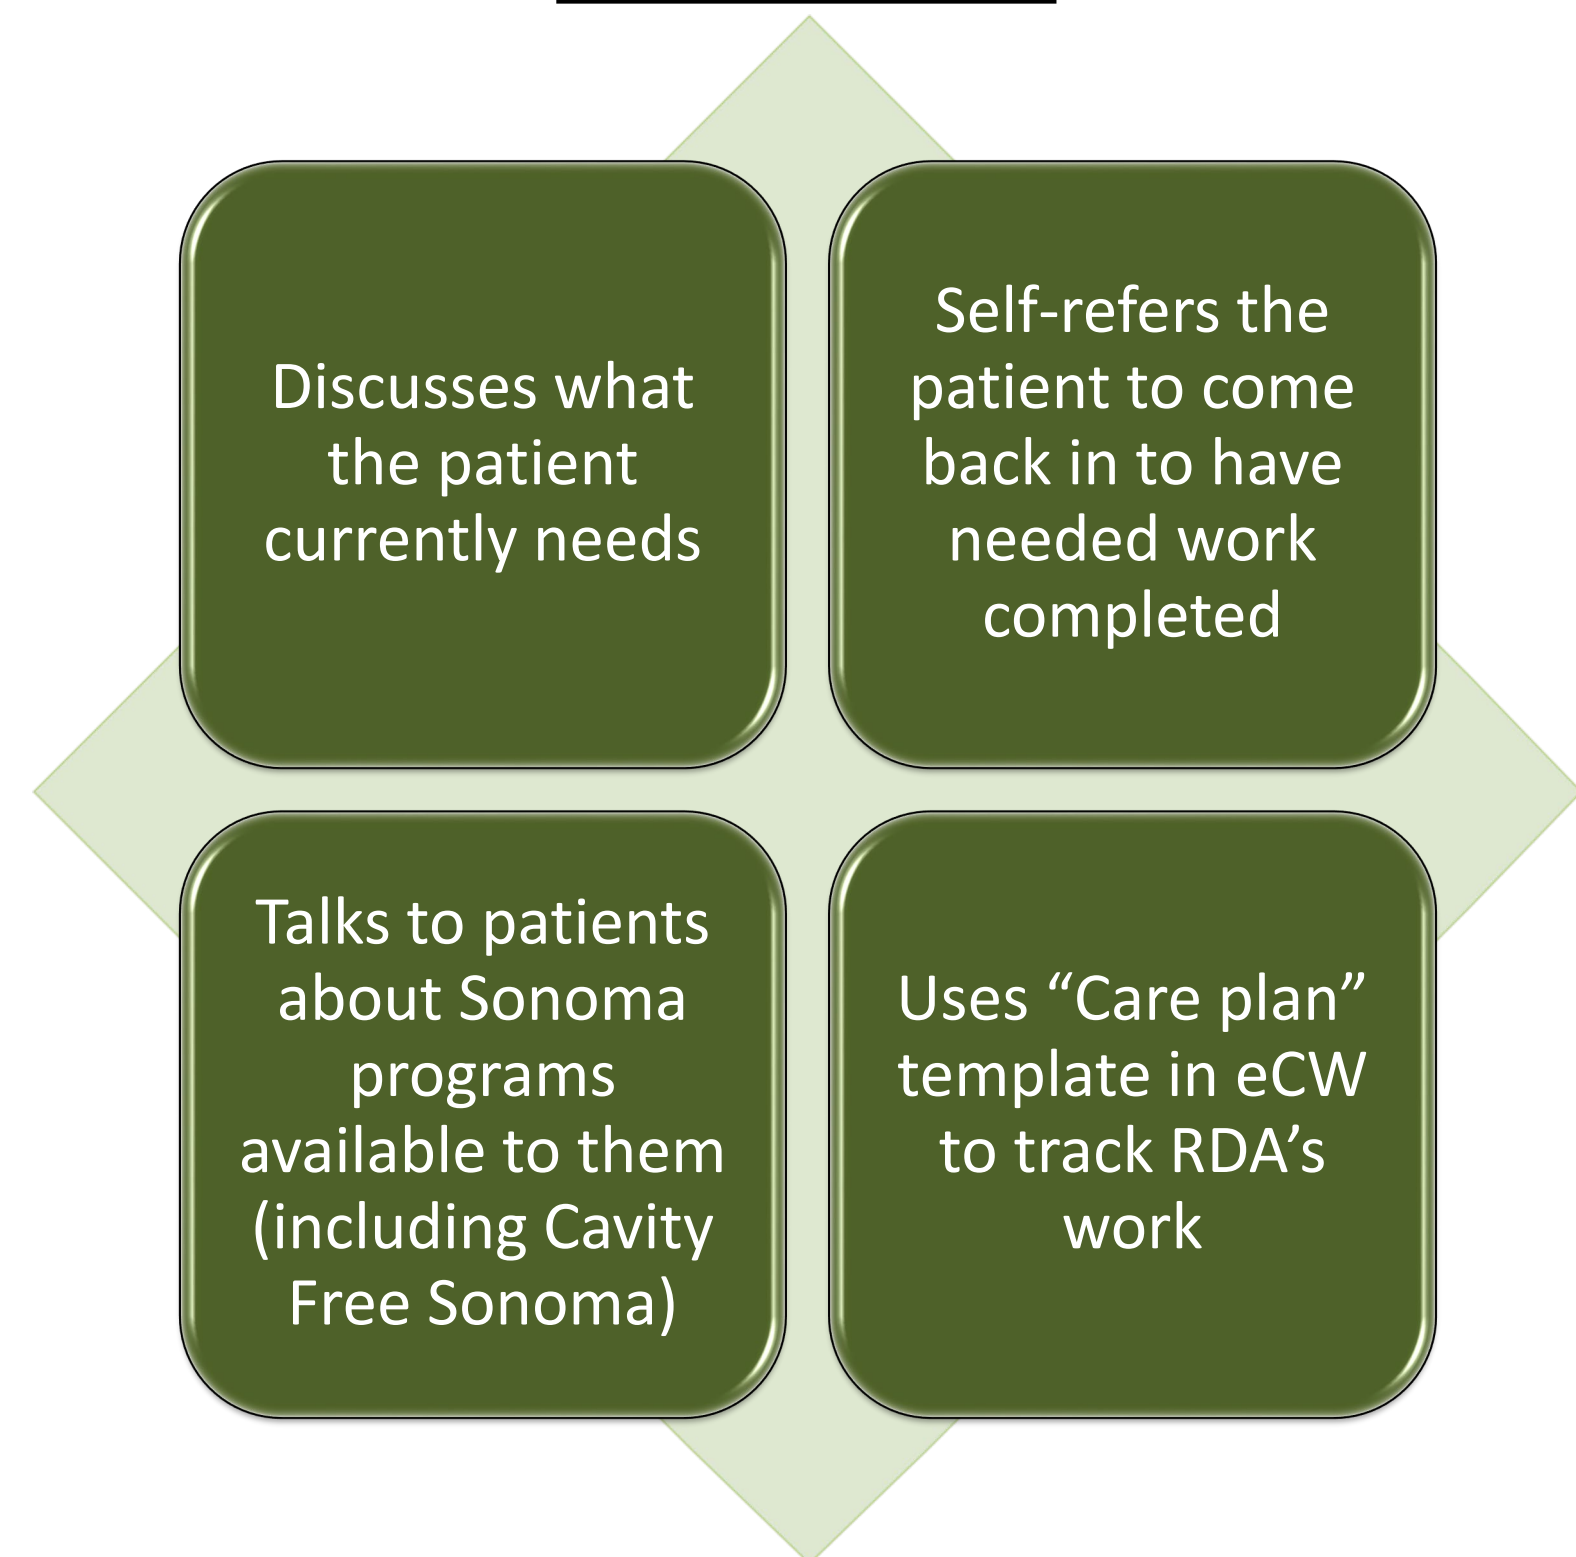 Discusses what
the patient
currently needs
Self-refers the
patient to come
back in to have
needed work
completed
Talks to patients
about Sonoma
programs
available to them
(including Cavity
Free Sonoma)
Uses “Care plan”
template in eCW
to track RDA’s
work